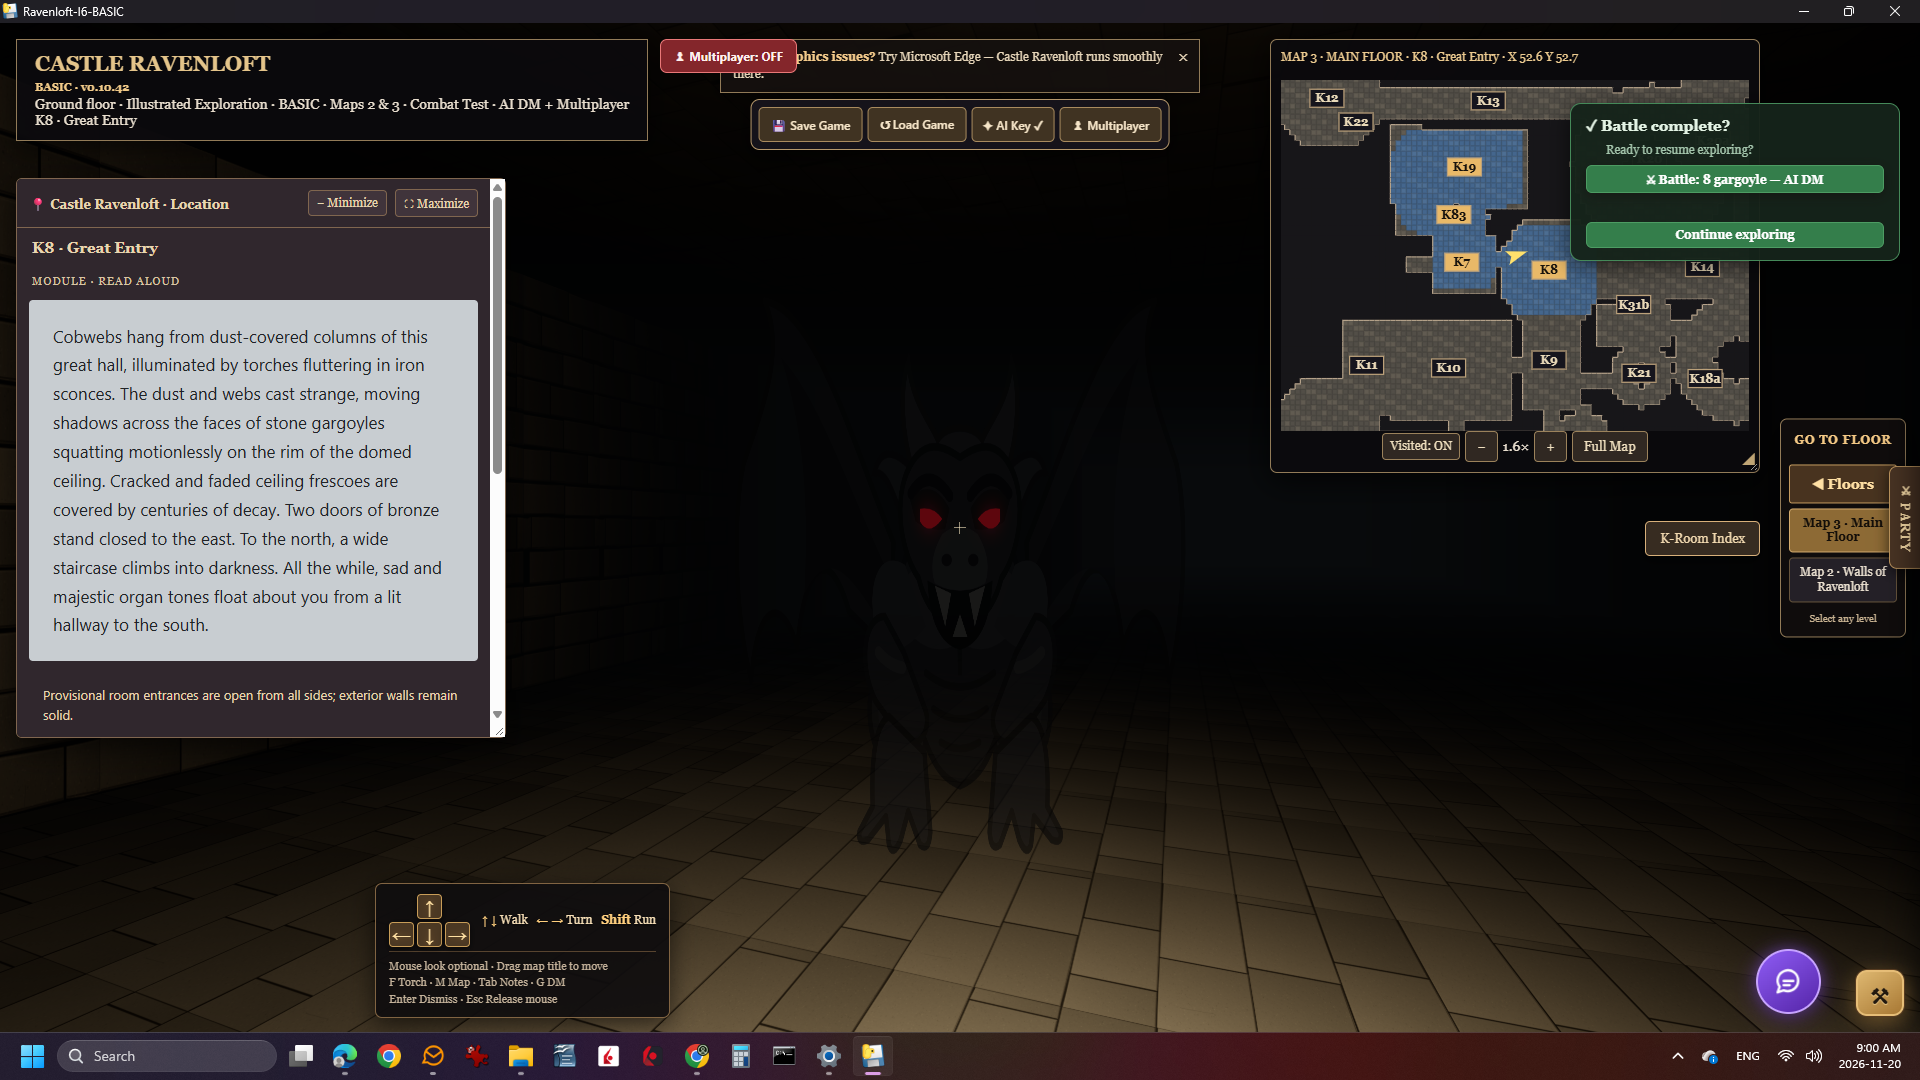 Ravenloft-I6-BASIC
CASTLE RAVENLOFT
BASIC · v0.10.42
Ground floor · Illustrated Exploration · BASIC · Maps 2 & 3 · Combat Test · AI DM + Multiplayer
K8 · Great Entry
Multiplayer: OFF
phics issues? Try Microsoft Edge — Castle Ravenloft runs smoothly
there.
×
Save Game
Load Game
AI Key ✓
Multiplayer
Castle Ravenloft · Location
– Minimize
Maximize
K8 · Great Entry
MODULE · READ ALOUD
Cobwebs hang from dust-covered columns of this
great hall, illuminated by torches fluttering in iron
sconces. The dust and webs cast strange, moving
shadows across the faces of stone gargoyles
squatting motionlessly on the rim of the domed
ceiling. Cracked and faded ceiling frescoes are
covered by centuries of decay. Two doors of bronze
stand closed to the east. To the north, a wide
staircase climbs into darkness. All the while, sad and
majestic organ tones float about you from a lit
hallway to the south.
Provisional room entrances are open from all sides; exterior walls remain
solid.
MAP 3 · MAIN FLOOR · K8 · Great Entry · X 52.6 Y 52.7
K12
K13
K22
K19
K83
K7
K8
K14
K31b
K11
K10
K9
K21
K18a
Visited: ON
−
1.6×
+
Full Map
✓ Battle complete?
Ready to resume exploring?
Battle: 8 gargoyle — AI DM
Continue exploring
GO TO FLOOR
◀ Floors
Map 3 · Main
Floor
Map 2 · Walls of
Ravenloft
Select any level
PARTY
K-Room Index
↑
← ↓ →
↑↓ Walk ←→ Turn Shift Run
Mouse look optional · Drag map title to move
F Torch · M Map · Tab Notes · G DM
Enter Dismiss · Esc Release mouse
Search
ENG
9:00 AM
2026-11-20